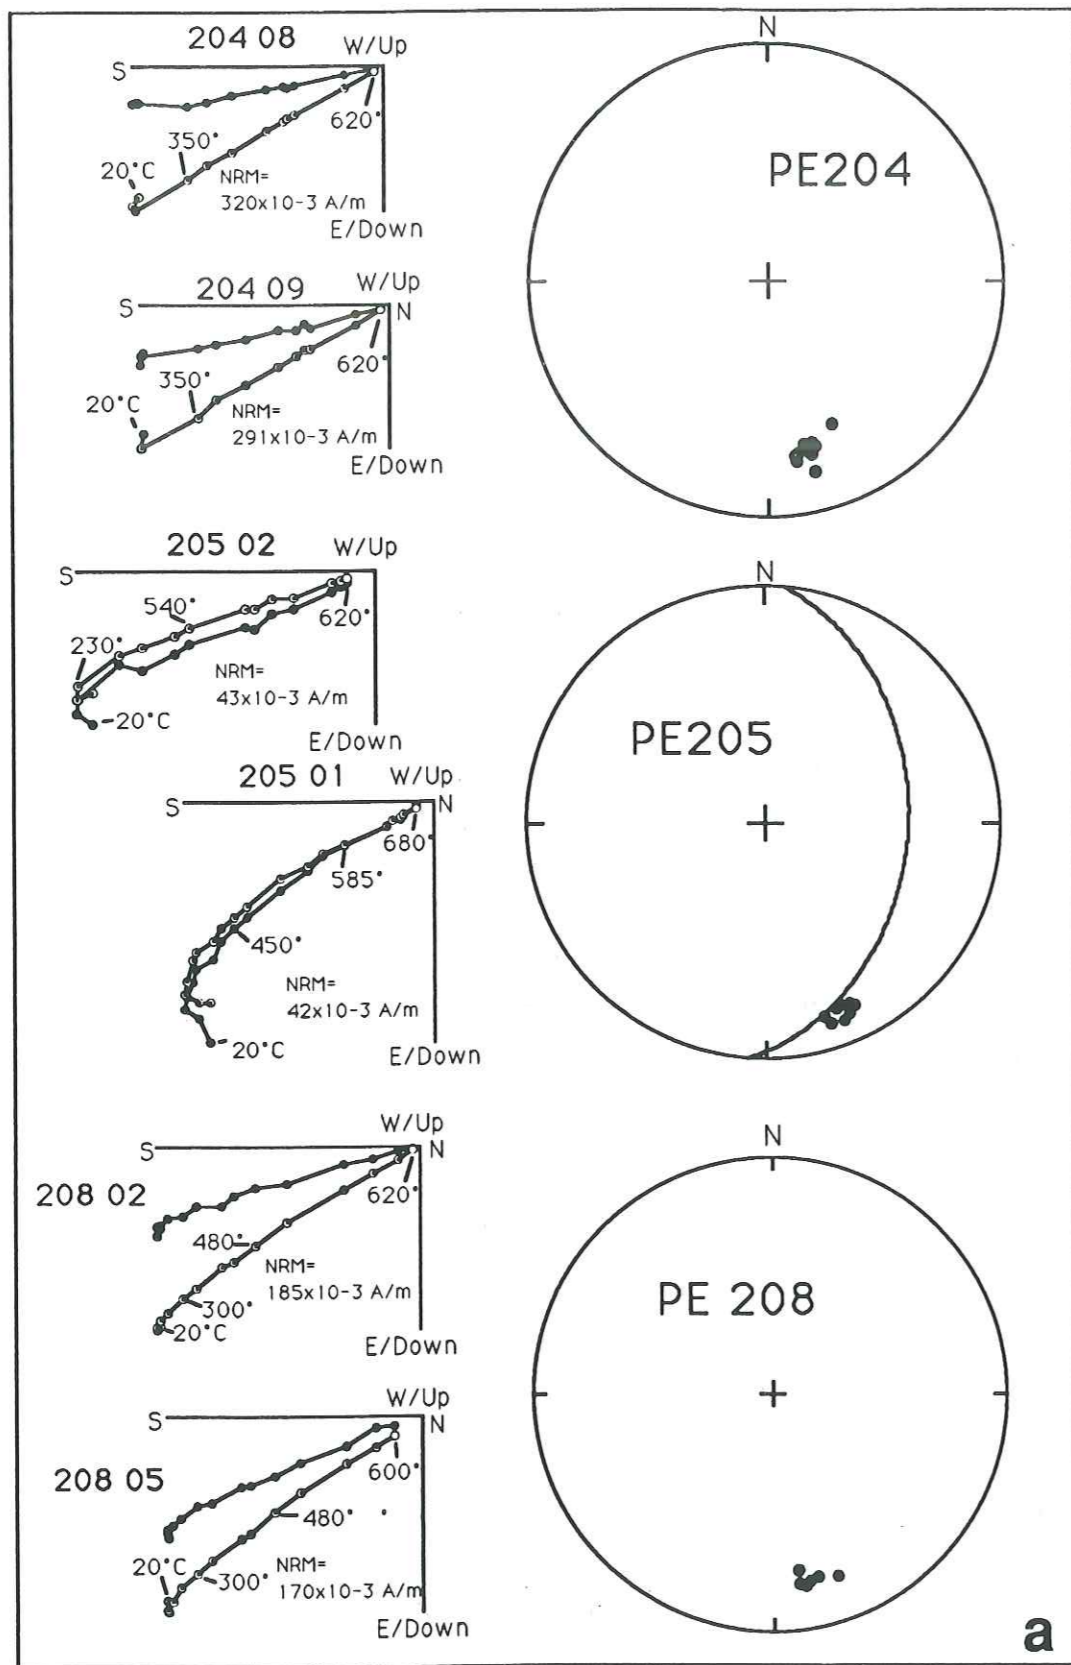 204 08
W/Up
S
620°
350°
20°C
NRM=
320x10-3 A/m
E/Down
N
PE204
204 09
W/Up
S
N
620°
350°
20°C
NRM=
291x10-3 A/m
E/Down
205 02
W/Up
S
540°
620°
230°
NRM=
43x10-3 A/m
20°C
E/Down
N
PE205
205 01
W/Up
S
N
680°
585°
450°
NRM=
42x10-3 A/m
20°C
E/Down
W/Up
S
N
208 02
620°
480°
NRM=
185x10-3 A/m
300°
20°C
E/Down
N
PE 208
W/Up
S
N
208 05
600°
480°
20°C
NRM=
300°
170x10-3 A/m
E/Down
a